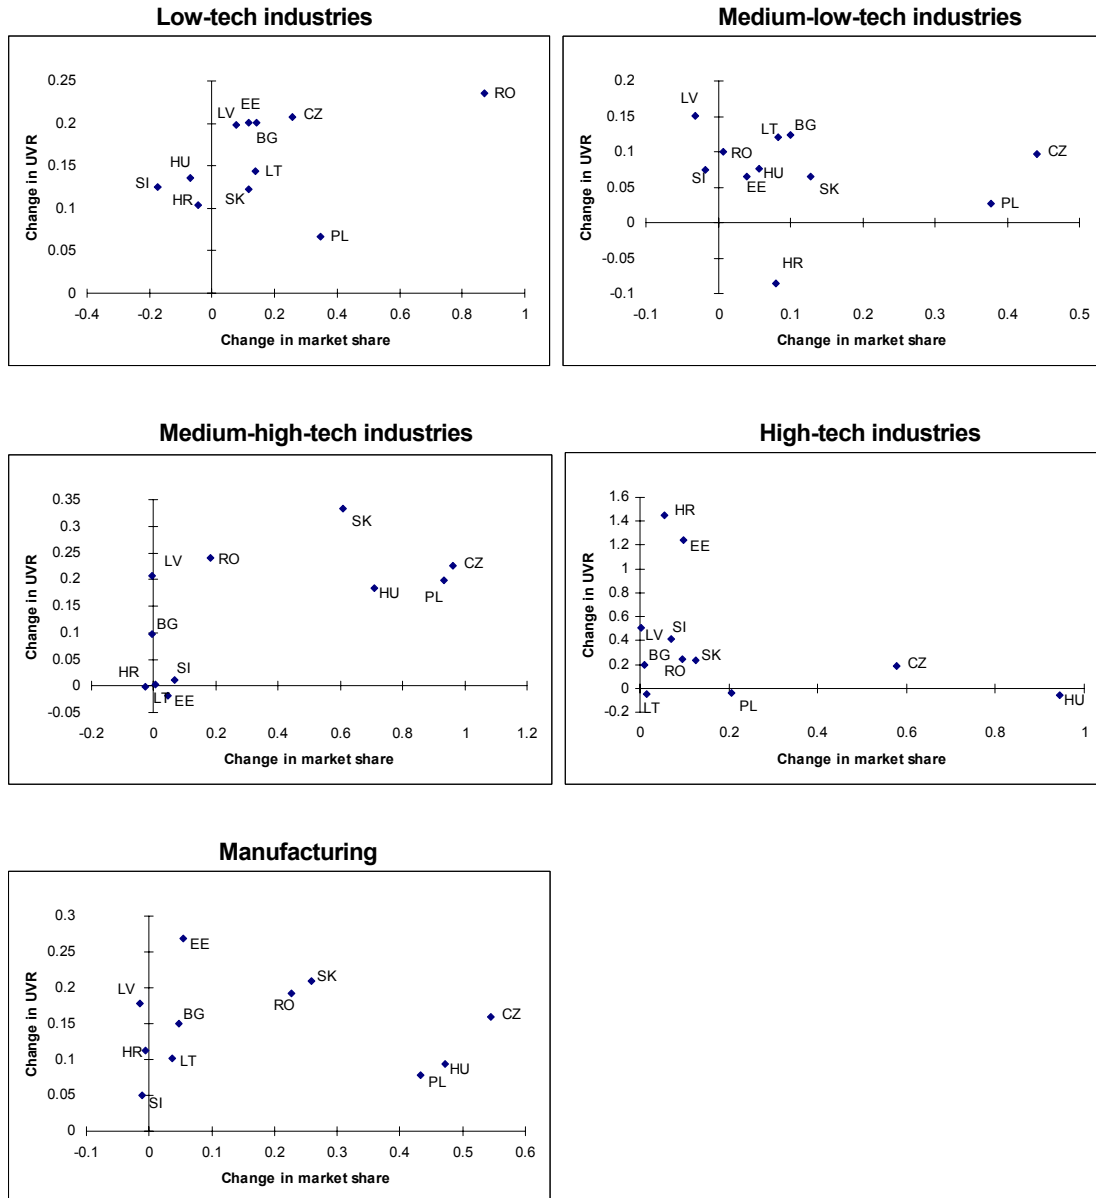 Low-tech industries
Change in UVR
0.25
0.2
0.15
0.1
0.05
0
-0.4
-0.2
0
0.2
0.4
0.6
0.8
1
Change in market share
RO
EE
LV
CZ
BG
HU
LT
SI
SK
HR
PL
Medium-low-tech industries
Change in UVR
0.2
0.15
0.1
0.05
0
-0.05
-0.1
-0.1
0
0.1
0.2
0.3
0.4
0.5
Change in market share
LV
LT
BG
RO
CZ
SI
HU
EE
SK
PL
HR
Medium-high-tech industries
Change in UVR
0.35
0.3
0.25
0.2
0.15
0.1
0.05
0
-0.05
-0.2
0
0.2
0.4
0.6
0.8
1
1.2
Change in market share
SK
LV
RO
CZ
HU
PL
BG
HR
SI
LT
EE
High-tech industries
Change in UVR
1.6
1.4
1.2
1
0.8
0.6
0.4
0.2
0
-0.2
0
0.2
0.4
0.6
0.8
1
Change in market share
HR
EE
LV
SI
BG
RO
SK
CZ
LT
PL
HU
Manufacturing
Change in UVR
0.3
0.25
0.2
0.15
0.1
0.05
0
-0.1
0
0.1
0.2
0.3
0.4
0.5
0.6
Change in market share
EE
LV
SK
RO
BG
CZ
HR
LT
HU
PL
SI